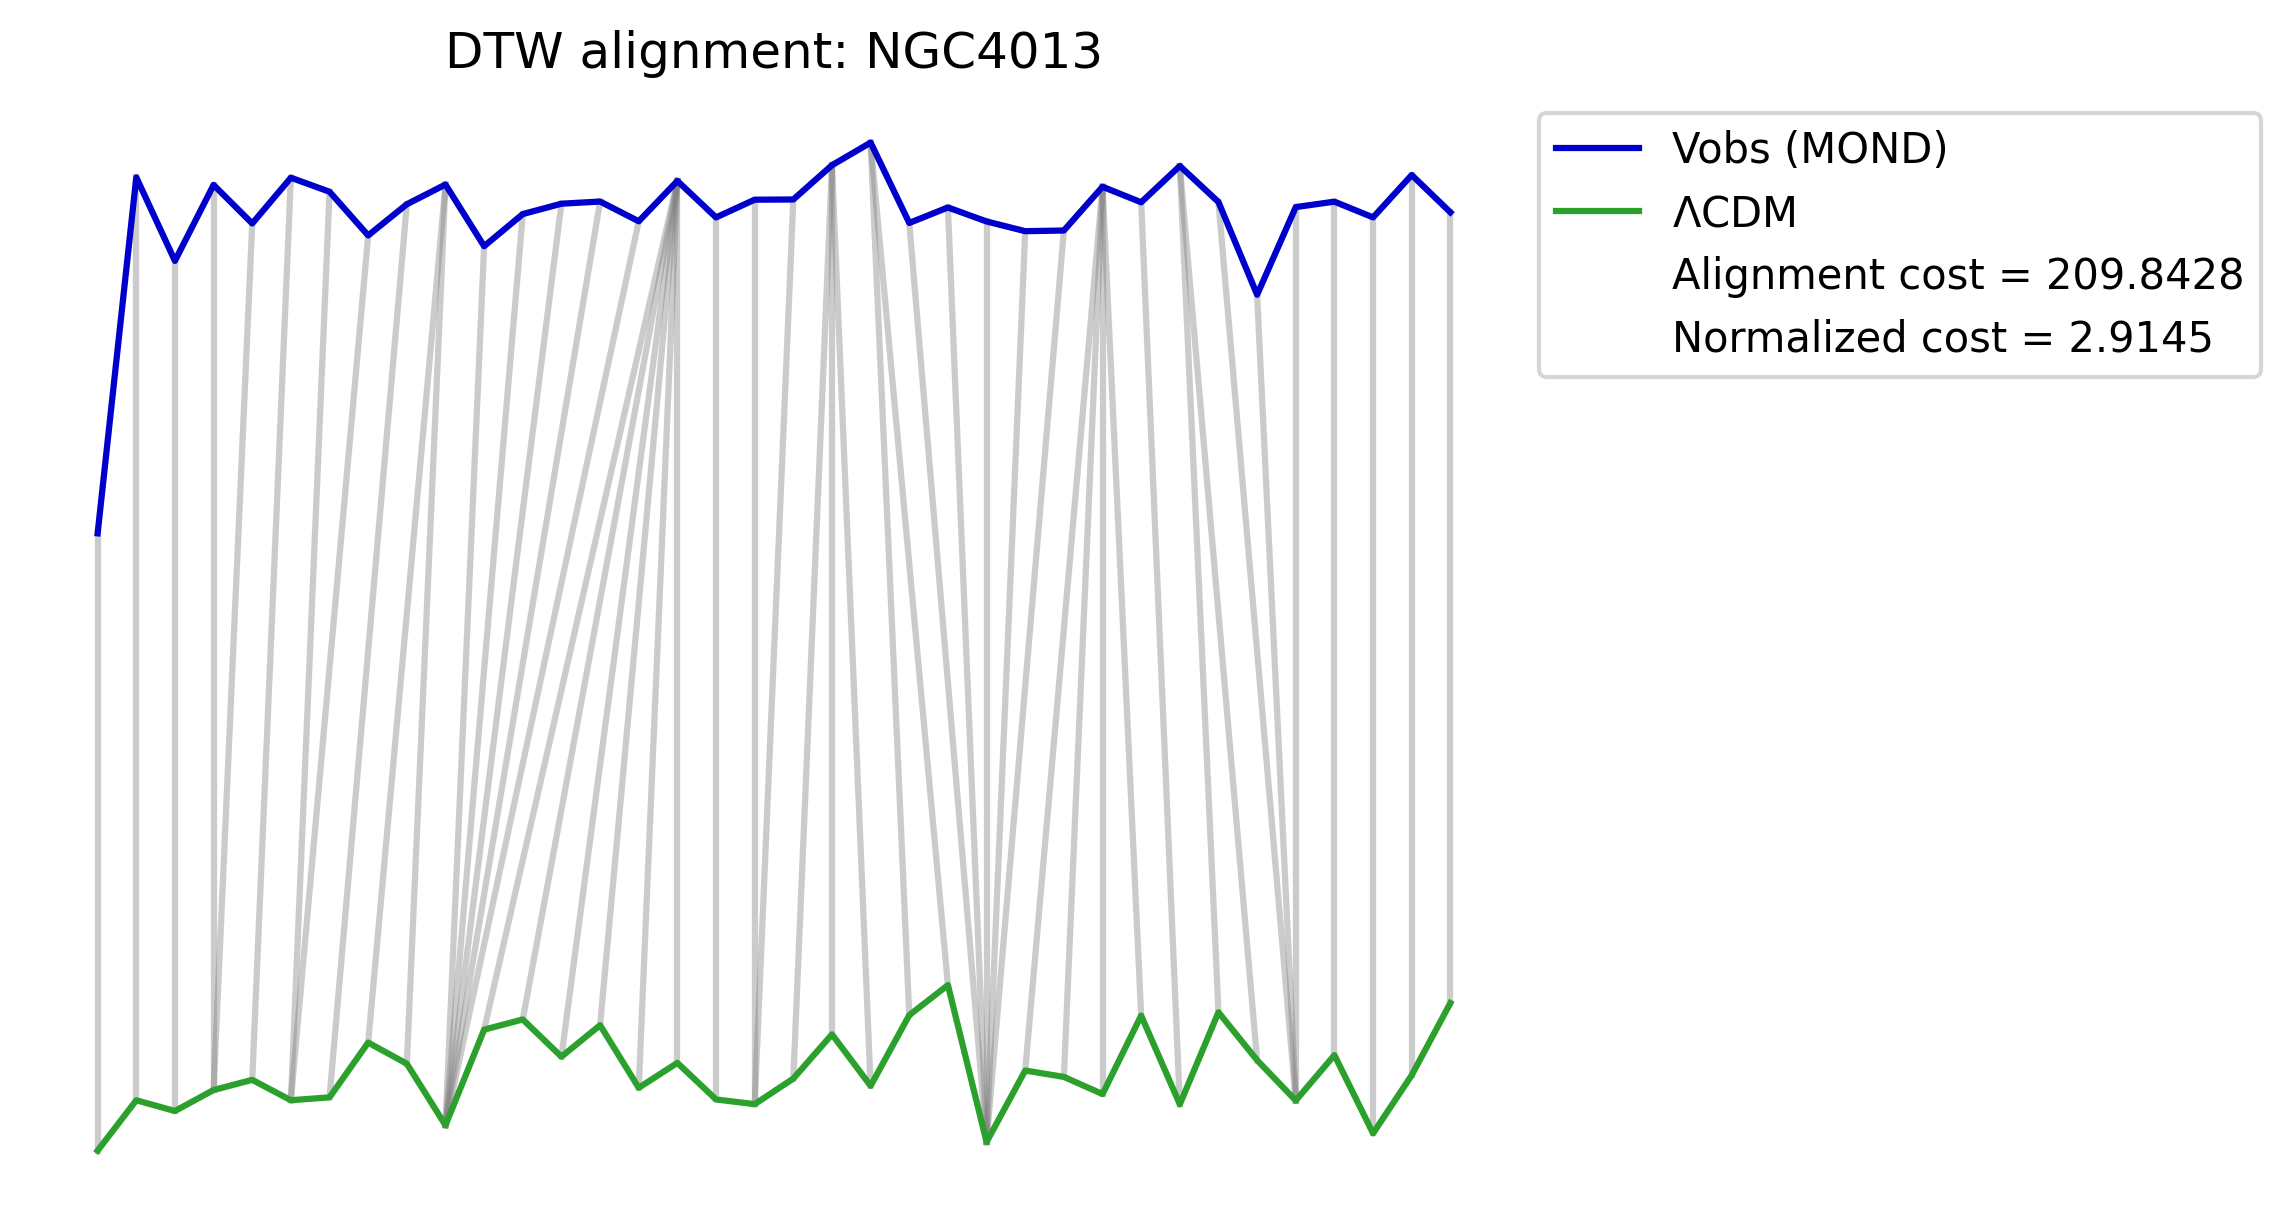 DTW alignment: NGC4013
Vobs (MOND)
ΛCDM
Alignment cost = 209.8428
Normalized cost = 2.9145